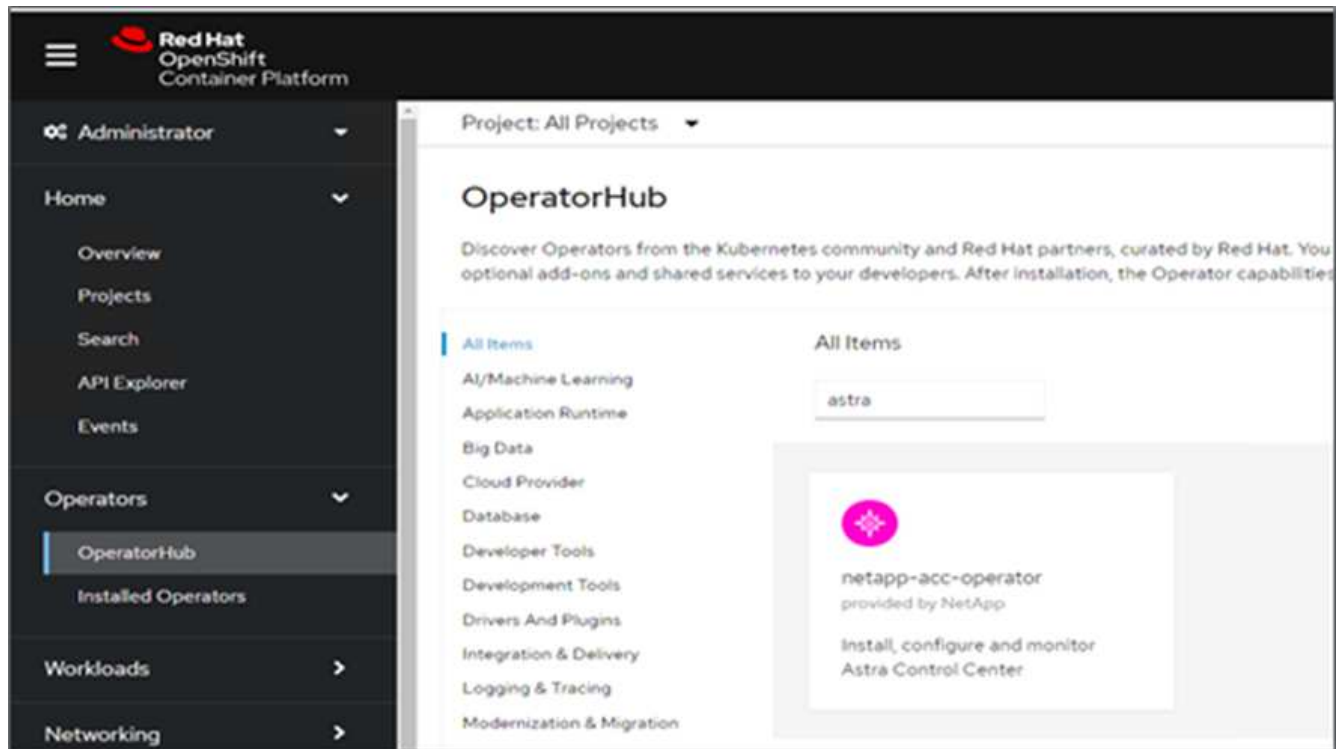 Red Hat
OpenShift
Container Platform
Administrator
Home
Overview
Projects
Search
API Explorer
Events
Operators
OperatorHub
Installed Operators
Workloads
Networking
Project: All Projects
OperatorHub
Discover Operators from the Kubernetes community and Red Hat partners, curated by Red Hat. You
optional add-ons and shared services to your developers. After installation, the Operator capabilities
All Items
AI/Machine Learning
Application Runtime
Big Data
Cloud Provider
Database
Developer Tools
Development Tools
Drivers And Plugins
Integration & Delivery
Logging & Tracing
Modernization & Migration
All Items
astra
netapp-acc-operator
provided by NetApp
Install, configure and monitor
Astra Control Center